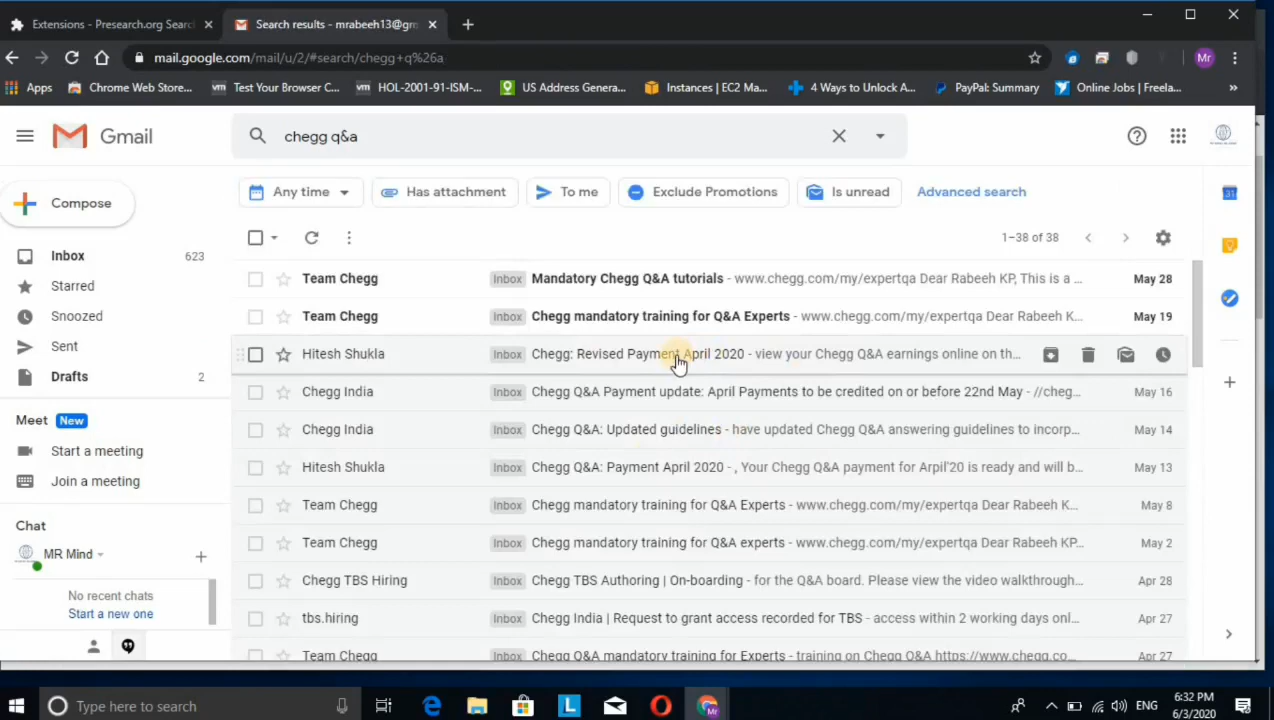 Extensions - Presearch.org Searc
Search results - mrabeeh13@gm
mail.google.com/mail/u/2/#search/chegg+q%26a
Mr
Apps
Chrome Web Store...
Test Your Browser C...
HOL-2001-91-ISM-...
US Address Genera...
Instances | EC2 Ma...
4 Ways to Unlock A...
PayPal: Summary
Online Jobs | Freela...
»
Gmail
chegg q&a
Any time
Has attachment
To me
Exclude Promotions
Is unread
Advanced search
Compose
1–38 of 38
Inbox 623
Starred
Snoozed
Sent
Drafts 2
Meet New
Start a meeting
Join a meeting
Chat
MR Mind
No recent chats
Start a new one
Team Chegg Inbox Mandatory Chegg Q&A tutorials - www.chegg.com/my/expertqa Dear Rabeeh KP, This is a ... May 28
Team Chegg Inbox Chegg mandatory training for Q&A Experts - www.chegg.com/my/expertqa Dear Rabeeh K... May 19
Hitesh Shukla Inbox Chegg: Revised Payment April 2020 - view your Chegg Q&A earnings online on th...
Chegg India Inbox Chegg Q&A Payment update: April Payments to be credited on or before 22nd May - //cheg... May 16
Chegg India Inbox Chegg Q&A: Updated guidelines - have updated Chegg Q&A answering guidelines to incorp... May 14
Hitesh Shukla Inbox Chegg Q&A: Payment April 2020 - , Your Chegg Q&A payment for Arpil'20 is ready and will b... May 13
Team Chegg Inbox Chegg mandatory training for Q&A Experts - www.chegg.com/my/expertqa Dear Rabeeh K... May 8
Team Chegg Inbox Chegg mandatory training for Q&A experts - www.chegg.com/my/expertqa Dear Rabeeh KP... May 2
Chegg TBS Hiring Inbox Chegg TBS Authoring | On-boarding - for the Q&A board. Please view the video walkthrough... Apr 28
tbs.hiring Inbox Chegg India | Request to grant access recorded for TBS - access within 2 working days onl... Apr 27
Team Chegg Inbox Chegg Q&A mandatory training for Experts - training on Chegg Q&A https://www.chegg.co... Apr 27
Type here to search
ENG
6:32 PM
6/3/2020